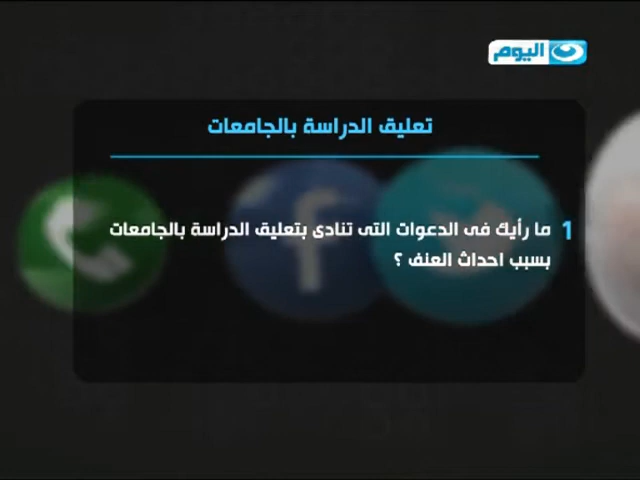 اليوم
تعليق الدراسة بالجامعات
1 ما رأيك فى الدعوات التى تنادى بتعليق الدراسة بالجامعات
بسبب احداث العنف ؟